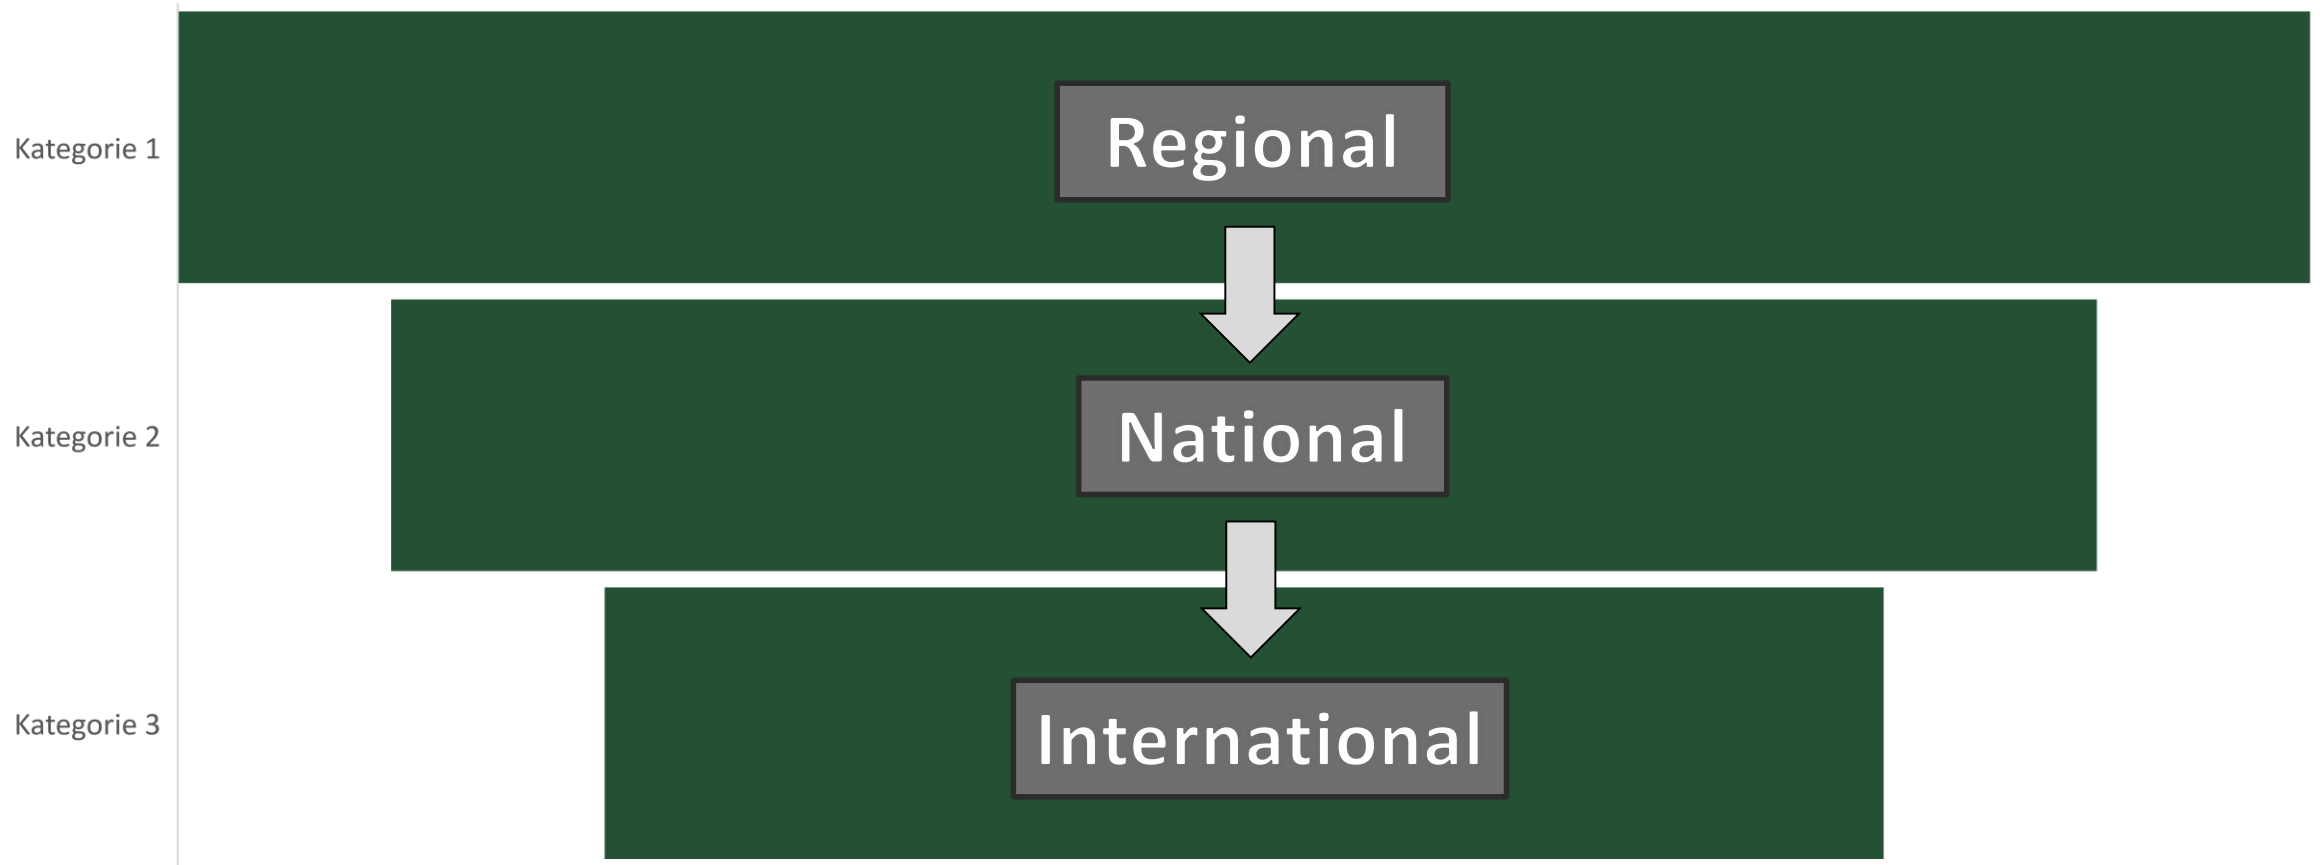 Kategorie 1
Regional
Kategorie 2
National
Kategorie 3
International